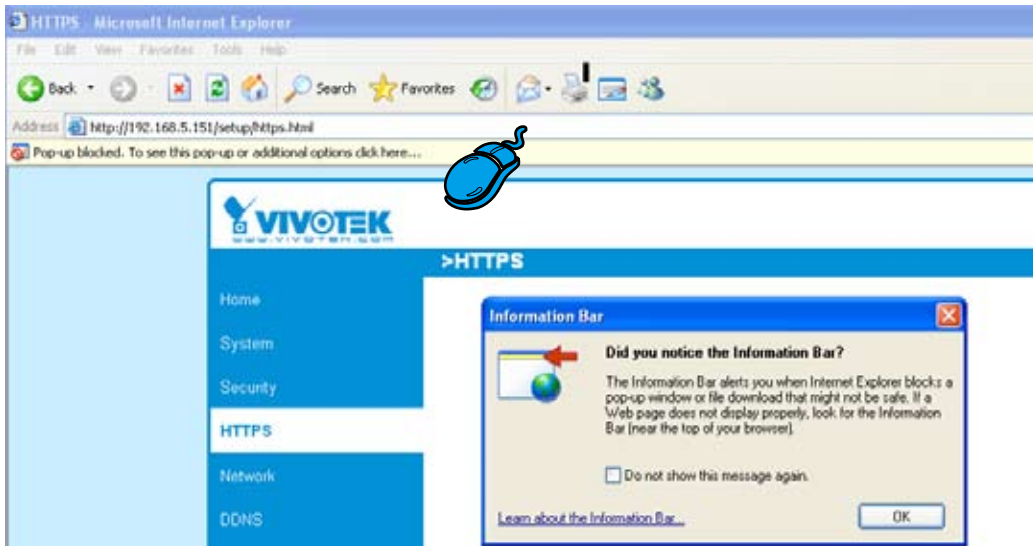 HTTPS - Microsoft Internet Explorer
File Edit View Favorites Tools Help
Back Search Favorites
Address http://192.168.5.151/setup/https.html
Pop-up blocked. To see this pop-up or additional options click here...
VIVOTEK
www.vivotek.com
>HTTPS
Home
System
Security
HTTPS
Network
DDNS
Information Bar
Did you notice the Information Bar?
The Information Bar alerts you when Internet Explorer blocks a
pop-up window or file download that might not be safe. If a
Web page does not display properly, look for the Information
Bar (near the top of your browser).
Do not show this message again.
Learn about the Information Bar...
OK